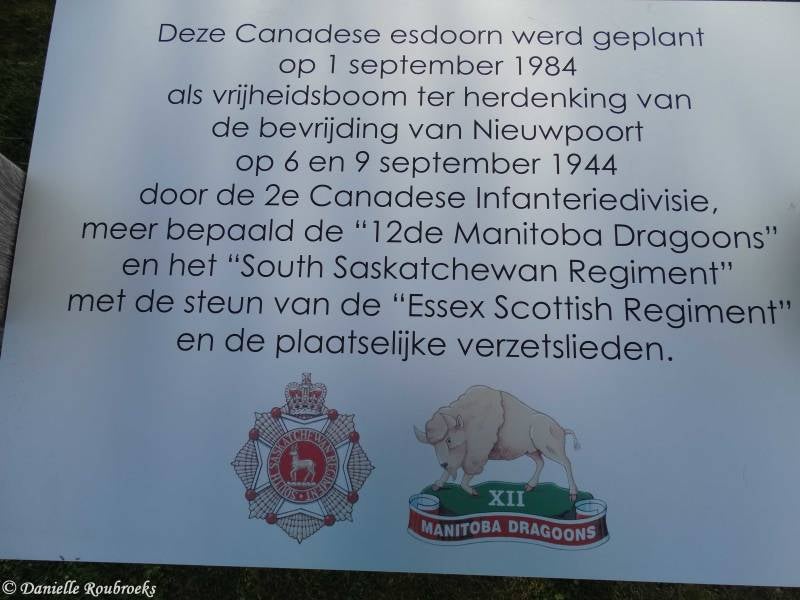 Deze Canadese esdoorn werd geplant
op 1 september 1984
als vrijheidsboom ter herdenking van
de bevrijding van Nieuwpoort
op 6 en 9 september 1944
door de 2e Canadese Infanteriedivisie,
meer bepaald de "12de Manitoba Dragoons"
en het "South Saskatchewan Regiment"
met de steun van de "Essex Scottish Regiment"
en de plaatselijke verzetslieden.
SOUTH SASKATCHEWAN REGIMENT
XII
MANITOBA DRAGOONS
© Danielle Roubroeks